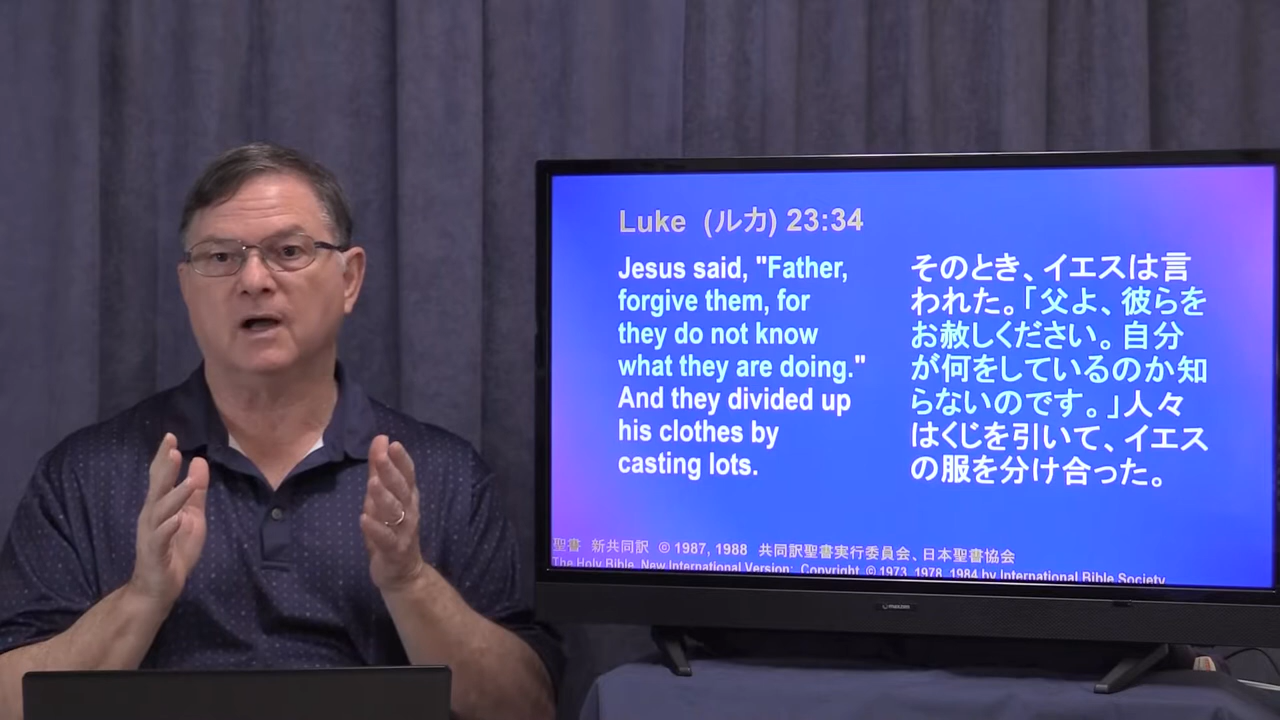 Luke (ルカ) 23:34
Jesus said, "Father,
forgive them, for
they do not know
what they are doing."
And they divided up
his clothes by
casting lots.
そのとき、イエスは言
われた。「父よ、彼らを
お赦しください。自分
が何をしているのか知
らないのです。」人々
はくじを引いて、イエス
の服を分け合った。
聖書 新共同訳 © 1987, 1988 共同訳聖書実行委員会、日本聖書協会
The Holy Bible, New International Version: Copyright © 1973, 1978, 1984 by International Bible Society